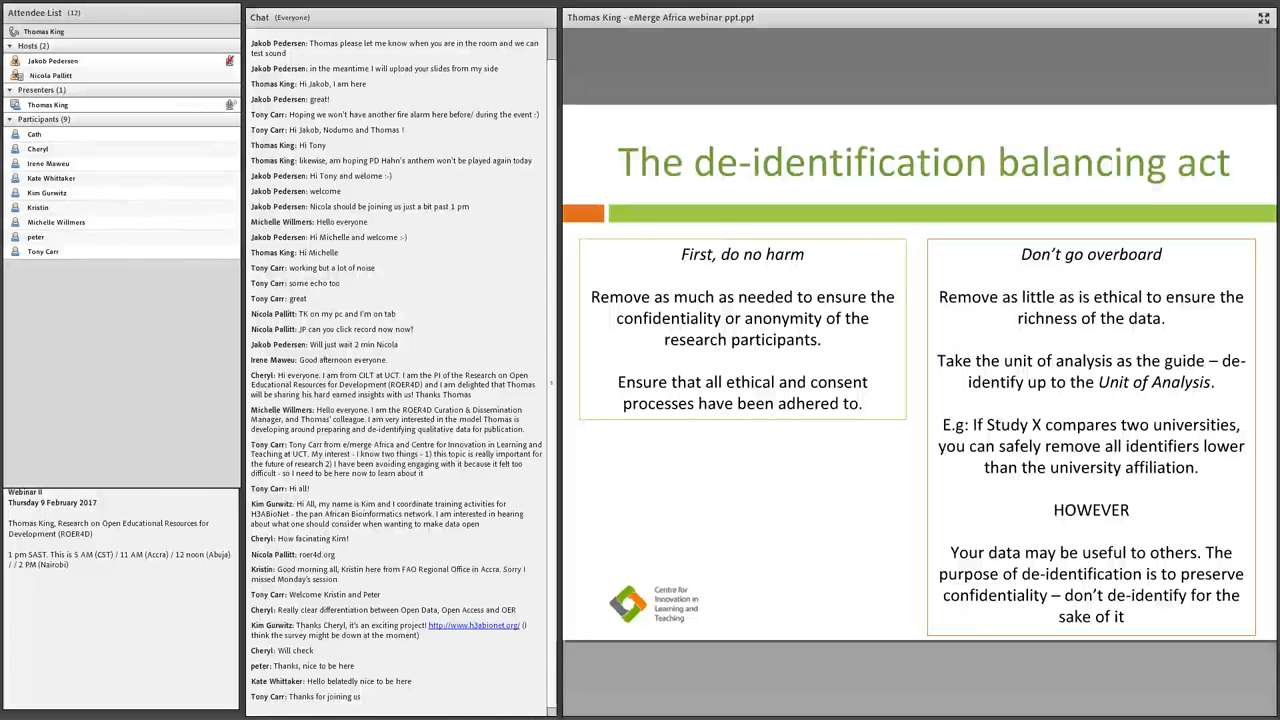 Attendee List (12)
Thomas King
Hosts (2)
Jakob Pedersen
Nicola Pallitt
Presenters (1)
Thomas King
Participants (9)
Cath
Cheryl
Irene Maweu
Kate Whittaker
Kim Gurwitz
Kristin
Michelle Willmers
peter
Tony Carr
Webinar II
Thursday 9 February 2017
Thomas King, Research on Open Educational Resources for
Development (ROER4D)
1 pm SAST. This is 5 AM (CST) / 11 AM (Accra) / 12 noon (Abuja)
/ / 2 PM (Nairobi)
Chat (Everyone)
Jakob Pedersen: Thomas please let me know when you are in the room and we can
test sound
Jakob Pedersen: in the meantime I will upload your slides from my side
Thomas King: Hi Jakob, I am here
Jakob Pedersen: great!
Tony Carr: Hoping we won't have another fire alarm here before/ during the event :)
Tony Carr: Hi Jakob, Nodumo and Thomas !
Thomas King: Hi Tony
Thomas King: likewise, am hoping PD Hahn's anthem won't be played again today
Jakob Pedersen: Hi Tony and welome :-)
Jakob Pedersen: welcome
Jakob Pedersen: Nicola should be joining us just a bit past 1 pm
Michelle Willmers: Hello everyone
Jakob Pedersen: Hi Michelle and welcome :-)
Thomas King: Hi Michelle
Tony Carr: working but a lot of noise
Tony Carr: some echo too
Tony Carr: great
Nicola Pallitt: TK on my pc and I'm on tab
Nicola Pallitt: JP can you click record now now?
Jakob Pedersen: Will just wait 2 min Nicola
Irene Maweu: Good afternoon everyone.
Cheryl: Hi everyone. I am from CILT at UCT. I am the PI of the Research on Open
Educational Resources for Development (ROER4D) and I am delighted that Thomas
will be sharing his hard earned insights with us! Thanks Thomas
Michelle Willmers: Hello everyone. I am the ROER4D Curation & Dissemination
Manager, and Thomas' colleague. I am very interested in the model Thomas is
developing around preparing and de-identifying qualitative data for publication.
Tony Carr: Tony Carr from e/merge Africa and Centre for Innovation in Learning and
Teaching at UCT. My interest - I know two things - 1) this topic is really important for
the future of research 2) I have been avoiding engaging with it because it felt too
difficult - so I need to be here now to learn about it
Tony Carr: Hi all!
Kim Gurwitz: Hi All, my name is Kim and I coordinate training activities for
H3ABioNet - the pan African Bioinformatics network. I am interested in hearing
about what one should consider when wanting to make data open
Cheryl: How facinating Kim!
Nicola Pallitt: roer4d.org
Kristin: Good morning all, Kristin here from FAO Regional Office in Accra. Sorry I
missed Monday's session.
Tony Carr: Welcome Kristin and Peter
Cheryl: Really clear differentiation between Open Data, Open Access and OER
Kim Gurwitz: Thanks Cheryl, it's an exciting project! http://www.h3abionet.org/ (I
think the survey might be down at the moment)
Cheryl: Will check
peter: Thanks, nice to be here
Kate Whittaker: Hello belatedly nice to be here
Tony Carr: Thanks for joining us
Thomas King - eMerge Africa webinar ppt.ppt
The de-identification balancing act
First, do no harm
Remove as much as needed to ensure the
confidentiality or anonymity of the
research participants.
Ensure that all ethical and consent
processes have been adhered to.
Don't go overboard
Remove as little as is ethical to ensure the
richness of the data.
Take the unit of analysis as the guide – de-
identify up to the Unit of Analysis.
E.g: If Study X compares two universities,
you can safely remove all identifiers lower
than the university affiliation.
HOWEVER
Your data may be useful to others. The
purpose of de-identification is to preserve
confidentiality – don't de-identify for the
sake of it
Centre for
Innovation in
Learning and
Teaching